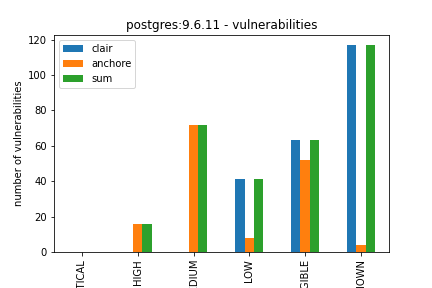 postgres:9.6.11 - vulnerabilities
number of vulnerabilities
120
100
80
60
40
20
0
clair
anchore
sum
TICAL
HIGH
DIUM
LOW
GIBLE
NOWN